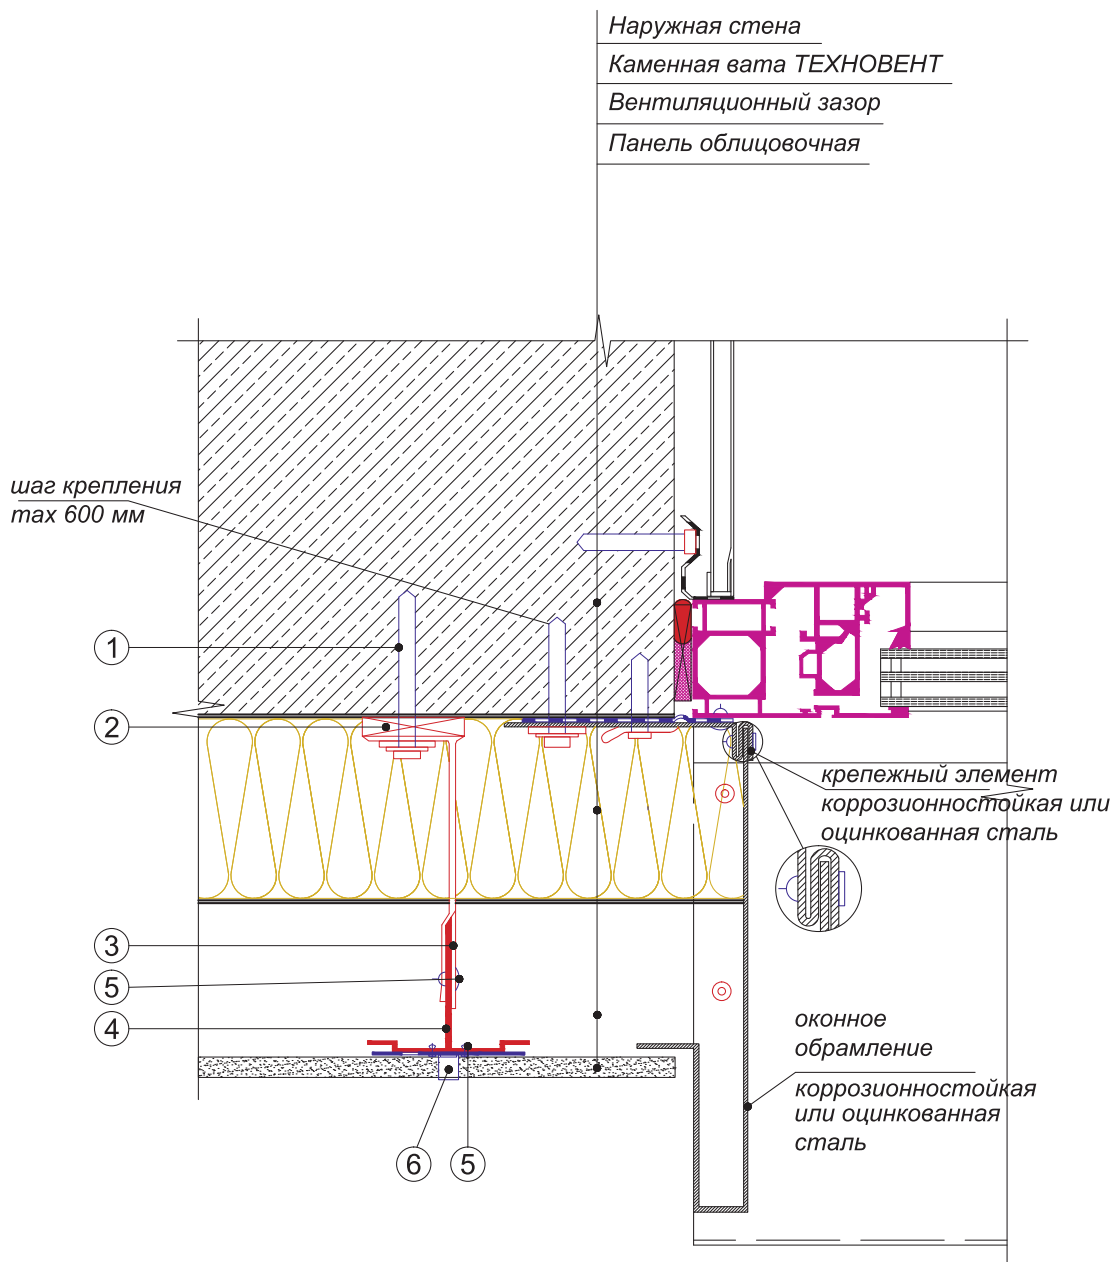 Наружная стена
Каменная вата ТЕХНОВЕНТ
Вентиляционный зазор
Панель облицовочная
шаг крепления
max 600 мм
1
2
крепежный элемент
коррозионностойкая или
оцинкованная сталь
3
5
4
оконное
обрамление
коррозионностойкая
или оцинкованная
сталь
6
5